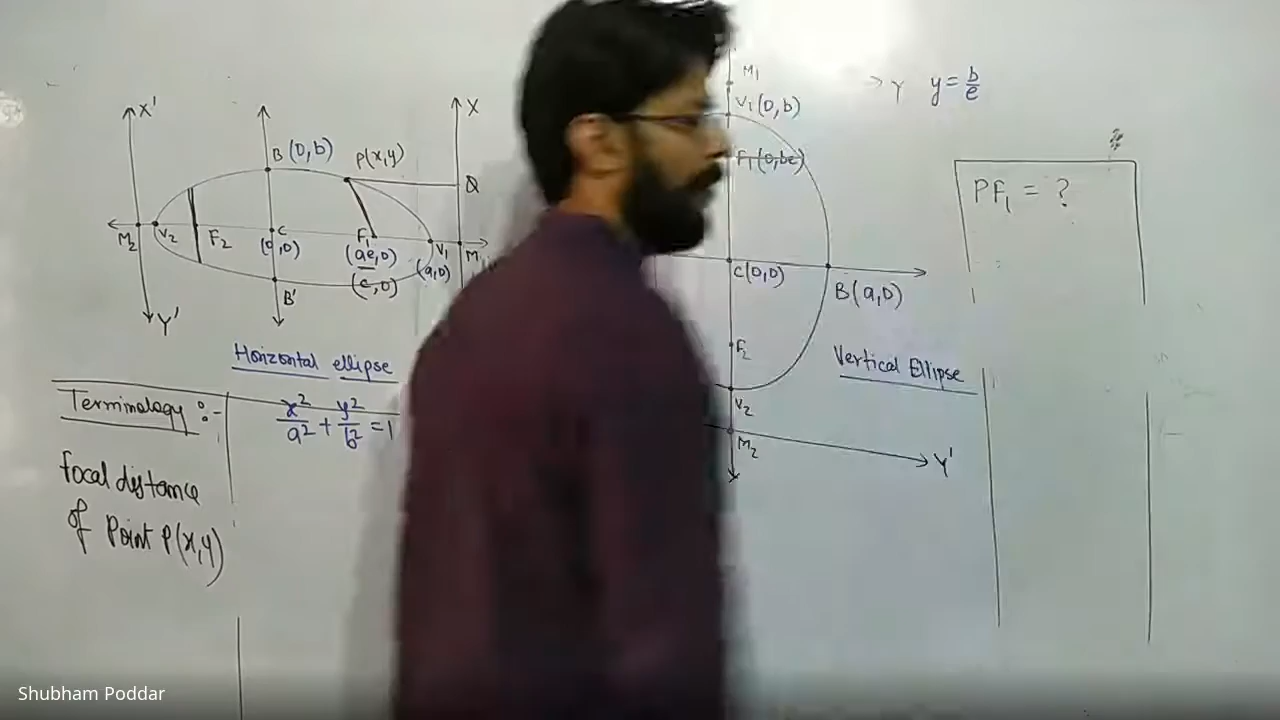 X'
X
B (0,b)
P(x,y)
Q
M₂
V₂
F₂
C
(0,0)
F₁
(ae,0)
(c,0)
V₁
(a,0)
M₁
B'
Y'
Horizontal ellipse
Terminology :-
x²/a² + y²/b² = 1
Focal distance
of Point P(x,y)
M₁
V₁(0,b)
F₁(0,be)
C(0,0)
B(a,0)
F₂
V₂
M₂
Y'
Y y = b/e
Vertical Ellipse
PF₁ = ?
Shubham Poddar